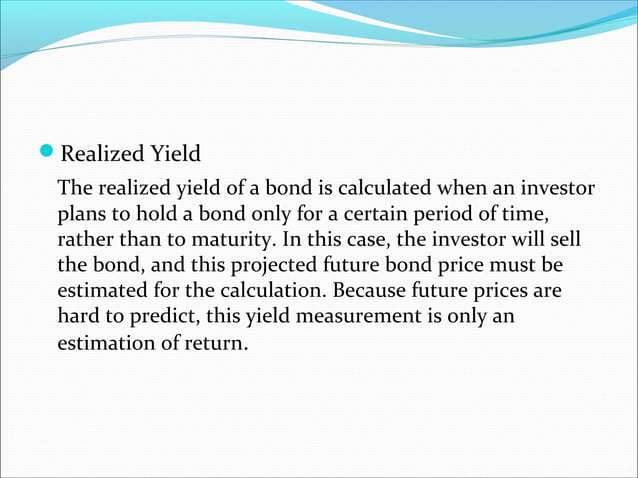 Realized Yield
The realized yield of a bond is calculated when an investor
plans to hold a bond only for a certain period of time,
rather than to maturity. In this case, the investor will sell
the bond, and this projected future bond price must be
estimated for the calculation. Because future prices are
hard to predict, this yield measurement is only an
estimation of return.